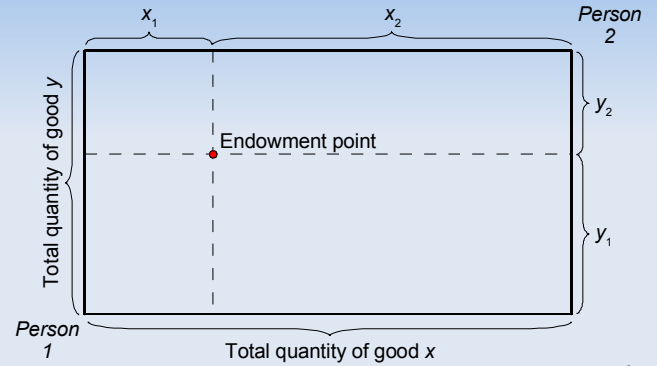 x1
x2
Person
2
Total quantity of good y
y2
Endowment point
y1
Person
1
Total quantity of good x